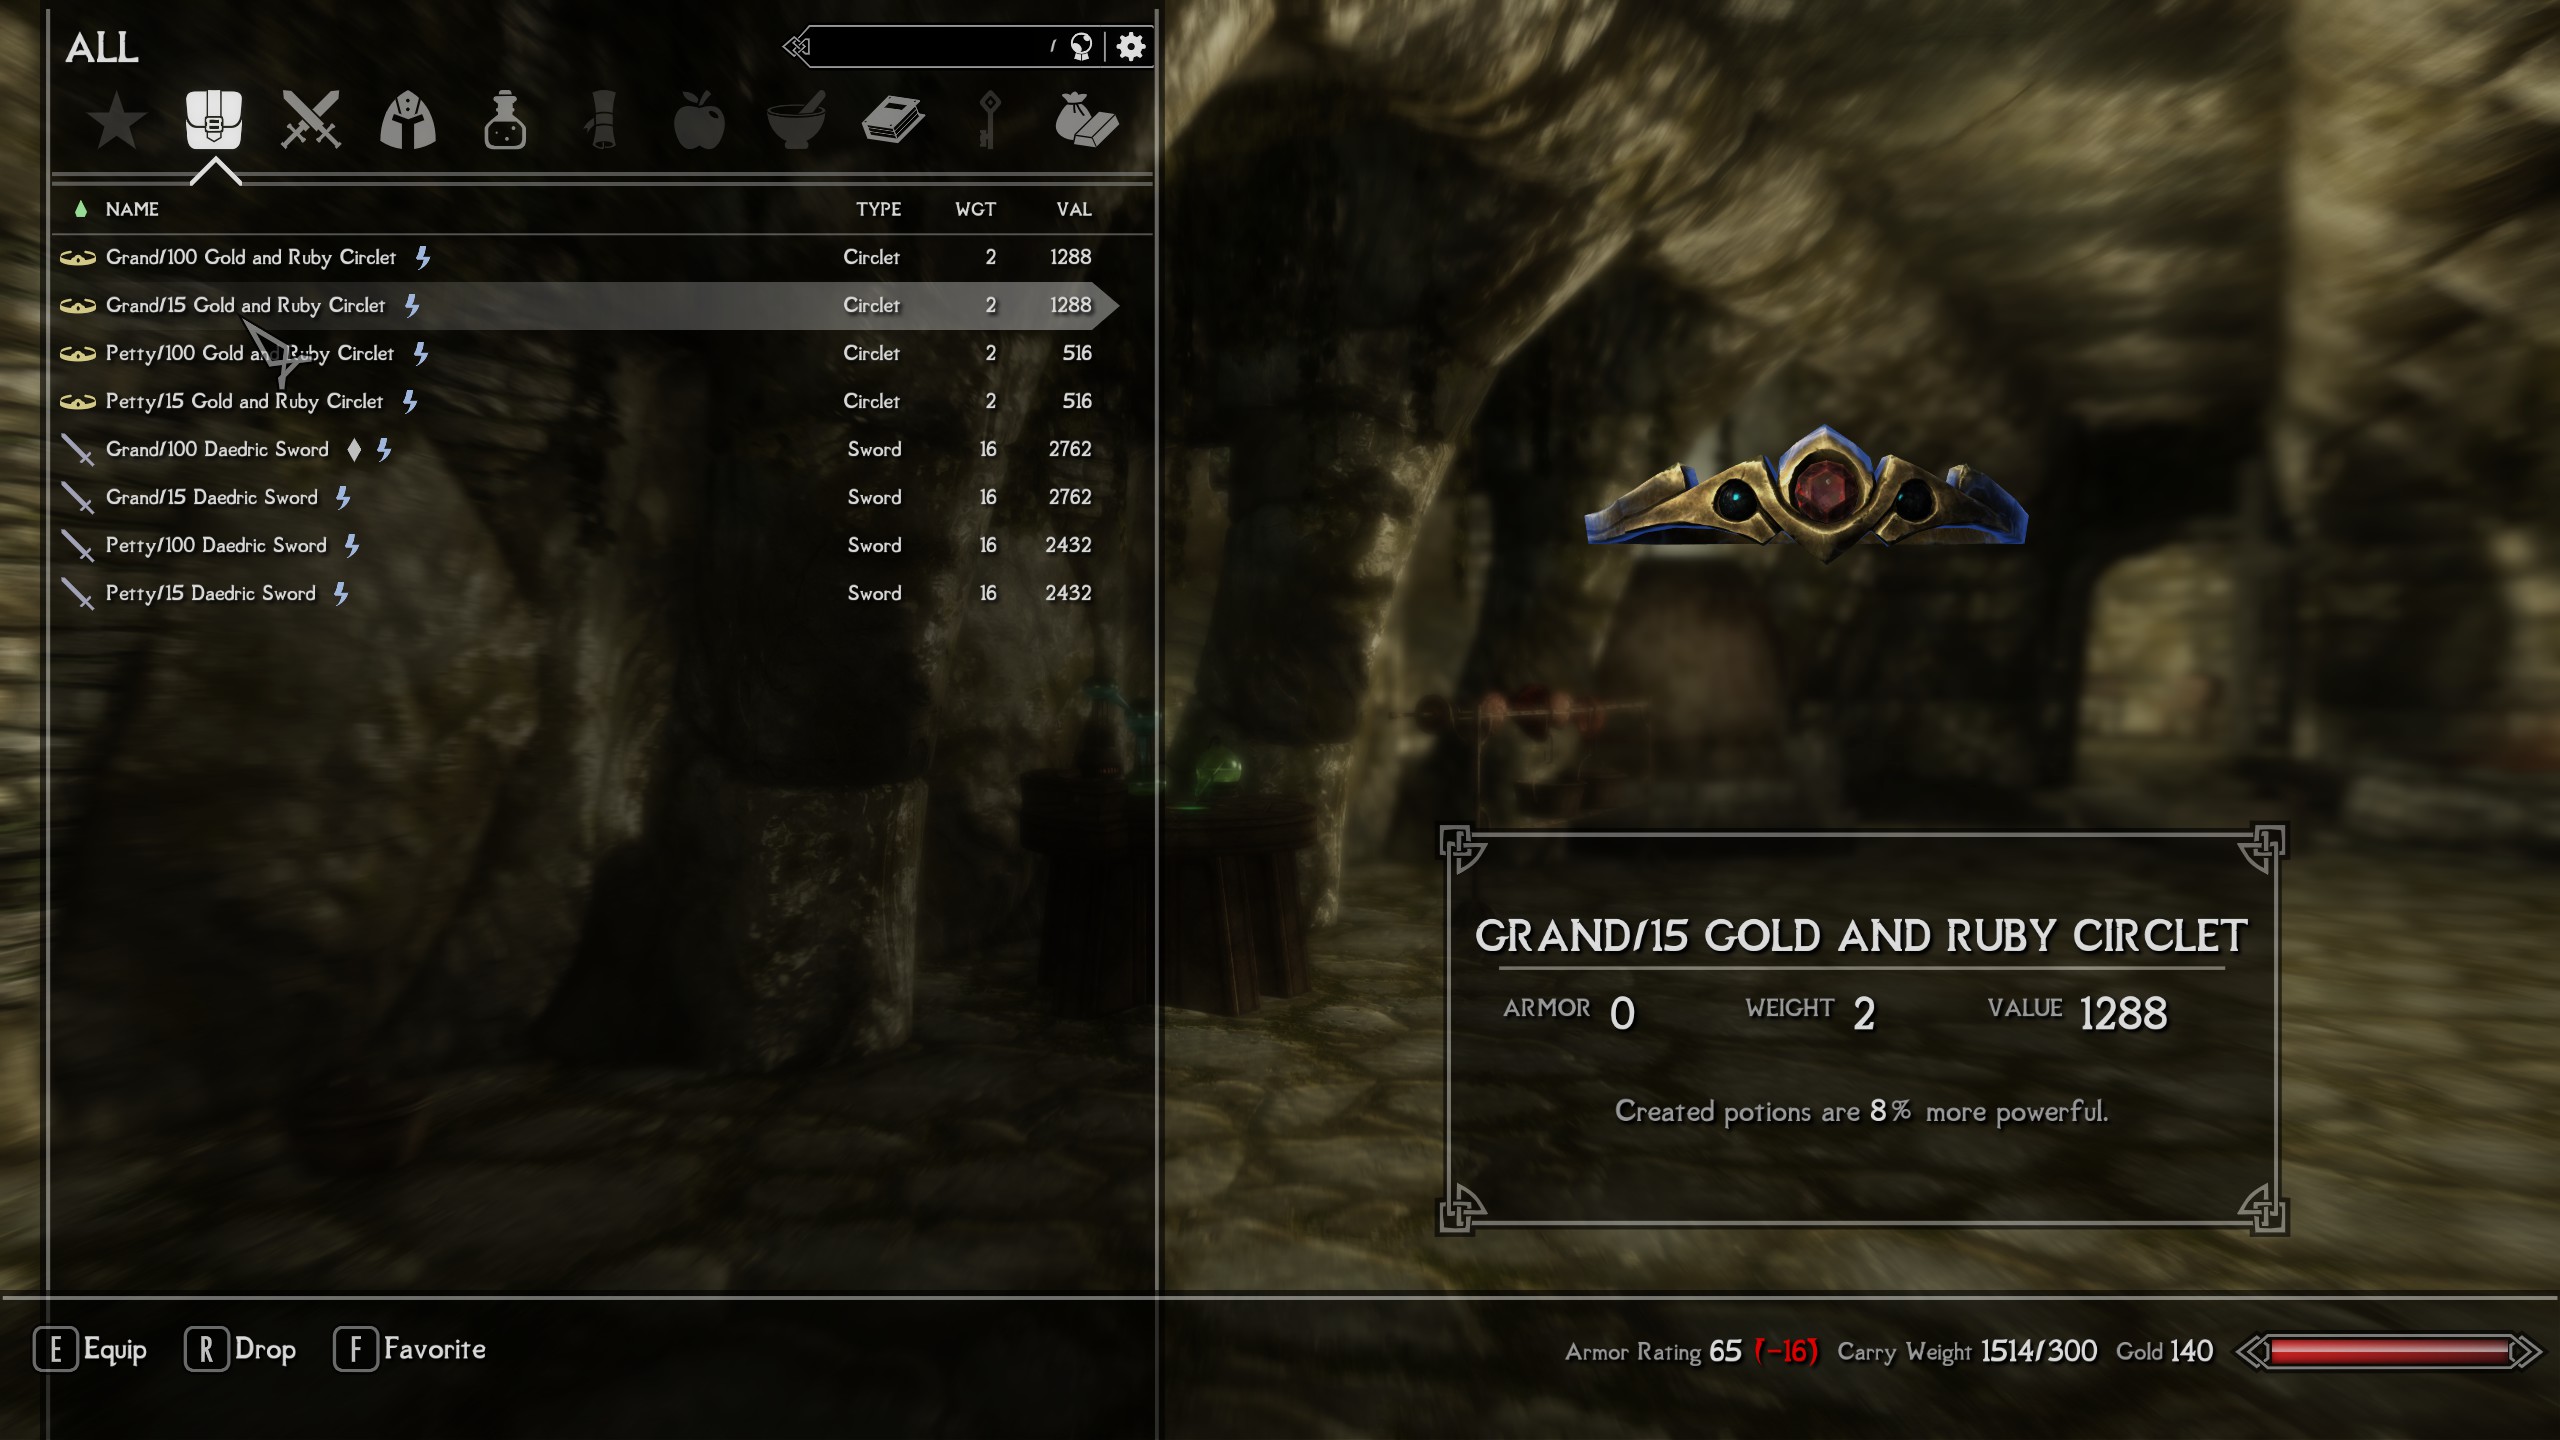 ALL
NAME TYPE WGT VAL
Grand/100 Gold and Ruby Circlet Circlet 2 1288
Grand/15 Gold and Ruby Circlet Circlet 2 1288
Petty/100 Gold and Ruby Circlet Circlet 2 516
Petty/15 Gold and Ruby Circlet Circlet 2 516
Grand/100 Daedric Sword Sword 16 2762
Grand/15 Daedric Sword Sword 16 2762
Petty/100 Daedric Sword Sword 16 2432
Petty/15 Daedric Sword Sword 16 2432
GRAND/15 GOLD AND RUBY CIRCLET
ARMOR 0 WEIGHT 2 VALUE 1288
Created potions are 8% more powerful.
E Equip R Drop F Favorite Armor Rating 65 (-16) Carry Weight 1514/300 Gold 140